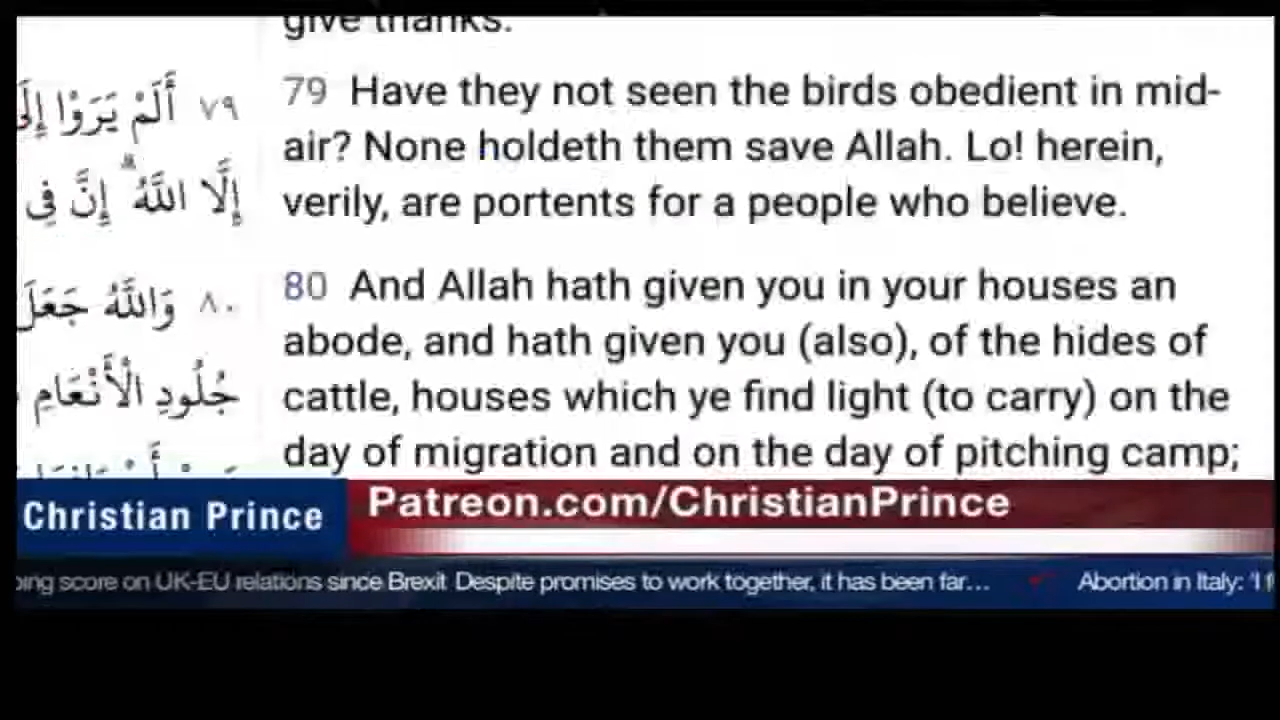 give thanks.
79 Have they not seen the birds obedient in mid-
air? None holdeth them save Allah. Lo! herein,
verily, are portents for a people who believe.
80 And Allah hath given you in your houses an
abode, and hath given you (also), of the hides of
cattle, houses which ye find light (to carry) on the
day of migration and on the day of pitching camp;
٧٩ أَلَمْ يَرَوْا إِلَى
إِلَّا اللَّهُ ۗ إِنَّ فِي
٨٠ وَاللَّهُ جَعَلَ
جُلُودِ الْأَنْعَامِ
Christian Prince
Patreon.com/ChristianPrince
score on UK-EU relations since Brexit Despite promises to work together, it has been far... Abortion in Italy: